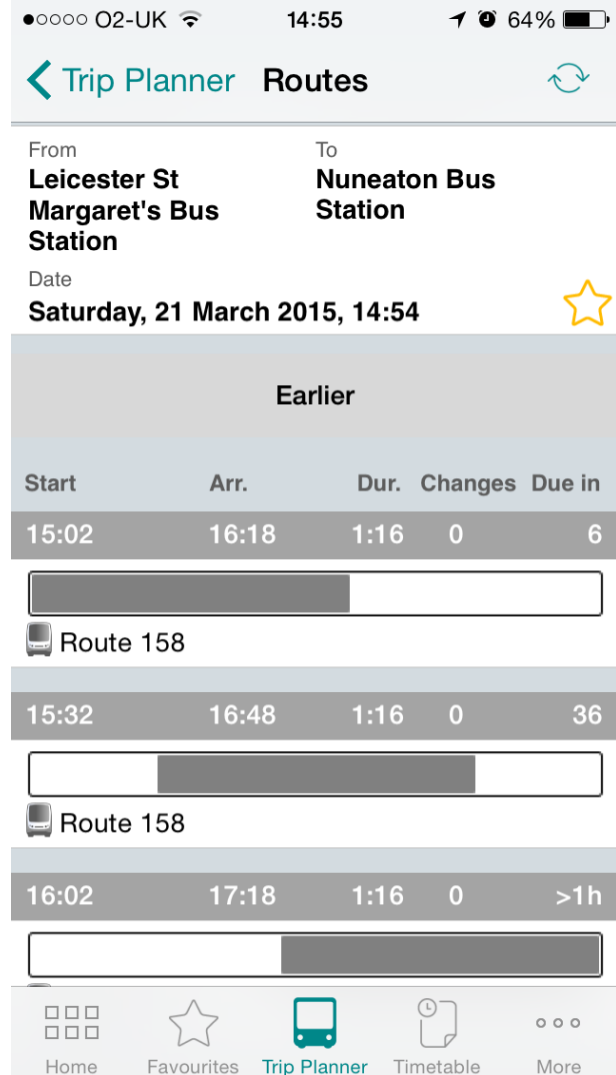 O2-UK 14:55 64%
Trip Planner Routes
From To
Leicester St Nuneaton Bus
Margaret's Bus Station
Station
Date
Saturday, 21 March 2015, 14:54
Earlier
Start Arr. Dur. Changes Due in
15:02 16:18 1:16 0 6
Route 158
15:32 16:48 1:16 0 36
Route 158
16:02 17:18 1:16 0 >1h
Home Favourites Trip Planner Timetable More